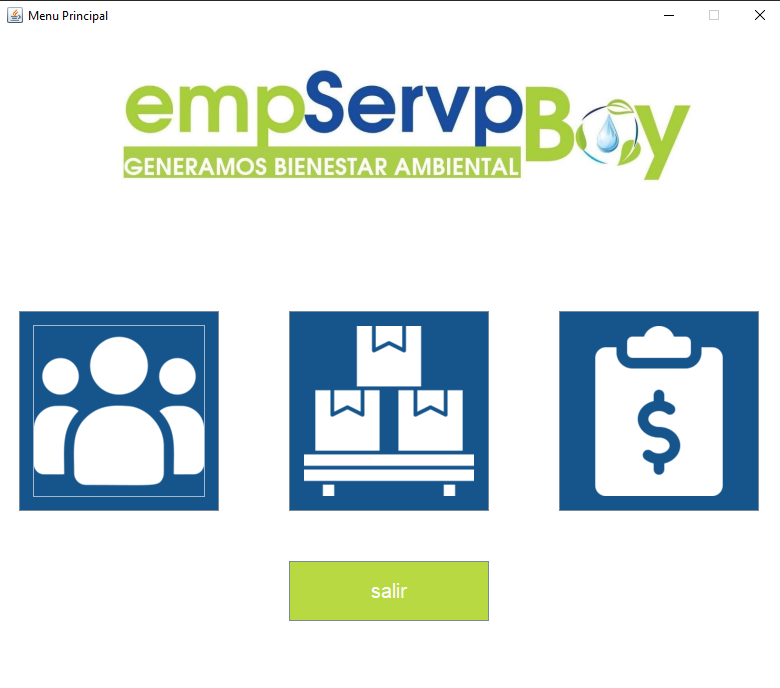 Menu Principal
empServpBoy
GENERAMOS BIENESTAR AMBIENTAL
$
salir